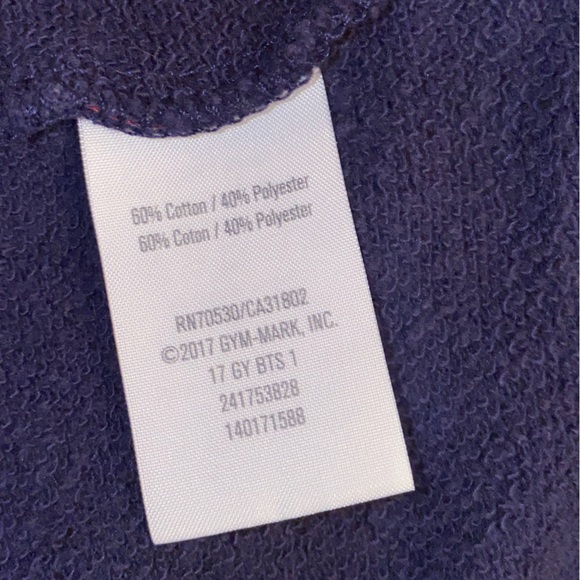 60% Cotton / 40% Polyester
60% Coton / 40% Polyester
RN70530/CA31802
©2017 GYM-MARK, INC.
17 GY BTS 1
241753828
140171588